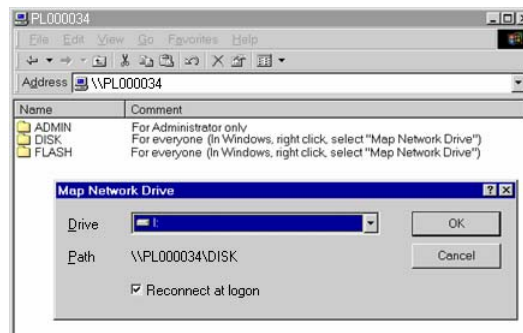 PL000034
File Edit View Go Favorites Help
Address \\PL000034
Name Comment
ADMIN For Administrator only
DISK For everyone (In Windows, right click, select "Map Network Drive")
FLASH For everyone (In Windows, right click, select "Map Network Drive")
Map Network Drive
Drive I:
OK
Path \\PL000034\DISK
Cancel
Reconnect at logon